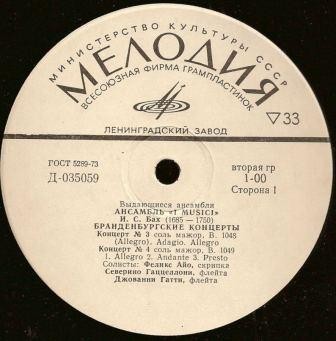 МИНИСТЕРСТВО КУЛЬТУРЫ СССР
МЕЛОДИЯ
ВСЕСОЮЗНАЯ ФИРМА ГРАМПЛАСТИНОК
ЛЕНИНГРАДСКИЙ ЗАВОД
▽33
ГОСТ 5289-73
Д-035059
вторая гр
1-00
Сторона 1
Выдающиеся ансамбли
АНСАМБЛЬ «I MUSICI»
И. С. Бах (1685 — 1750)
БРАНДЕНБУРГСКИЕ КОНЦЕРТЫ
Концерт № 3 соль мажор, В. 1048
(Allegro). Adagio. Allegro
Концерт № 4 соль мажор, В. 1049
1. Allegro 2. Andante 3. Presto
Солисты: Феликс Айо, скрипка
Северино Гаццеллони, флейта
Джованни Гатти, флейта